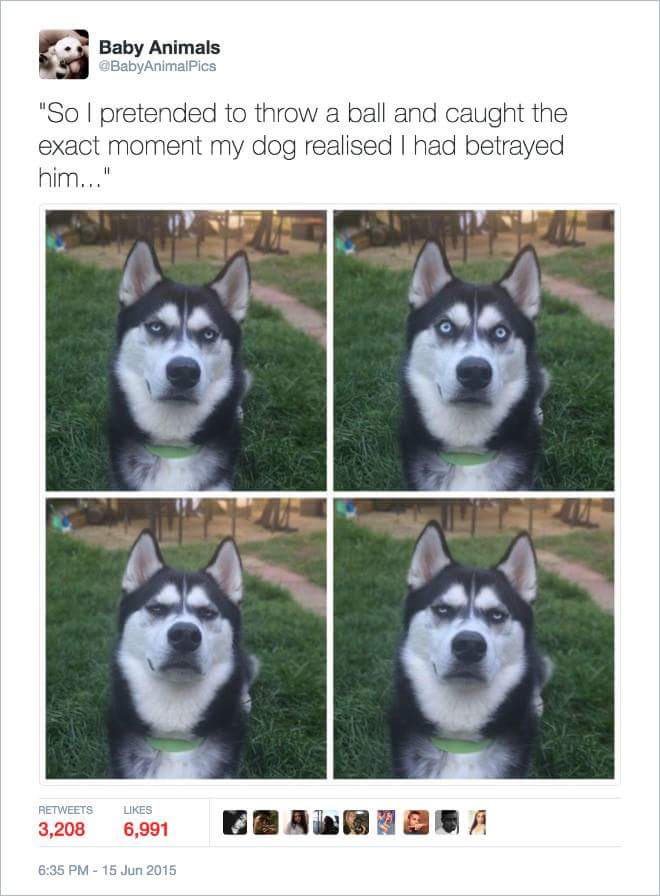 Baby Animals
@BabyAnimalPics
"So I pretended to throw a ball and caught the
exact moment my dog realised I had betrayed
him..."
RETWEETS LIKES
3,208 6,991
6:35 PM - 15 Jun 2015